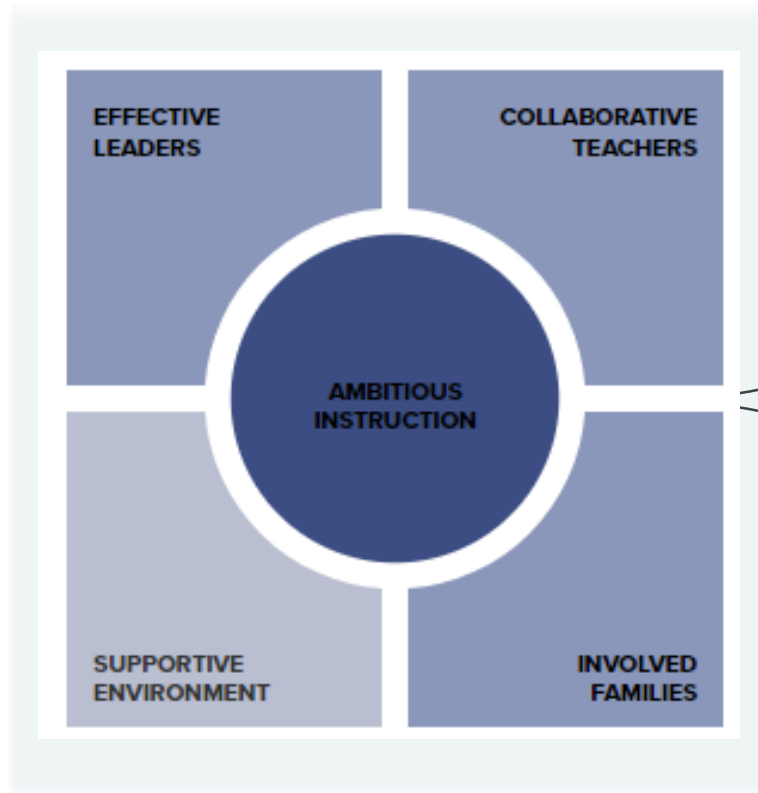 EFFECTIVE
LEADERS
COLLABORATIVE
TEACHERS
AMBITIOUS
INSTRUCTION
SUPPORTIVE
ENVIRONMENT
INVOLVED
FAMILIES